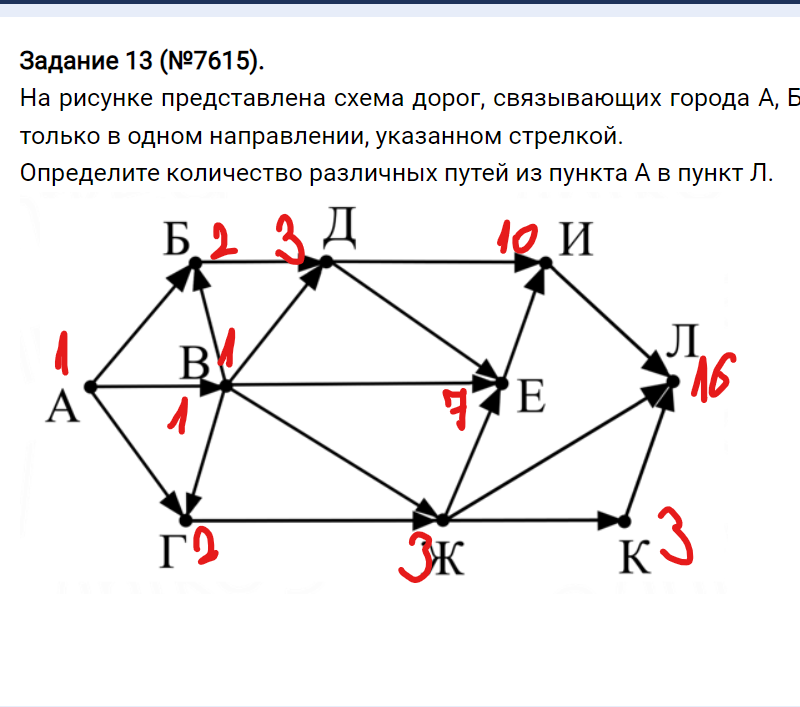 Задание 13 (№7615).
На рисунке представлена схема дорог, связывающих города А, Б
только в одном направлении, указанном стрелкой.
Определите количество различных путей из пункта А в пункт Л.
Б 2 3 Д 10 И
1 В 1 Л
А 1 7 Е 16
Г 2 3 Ж К 3